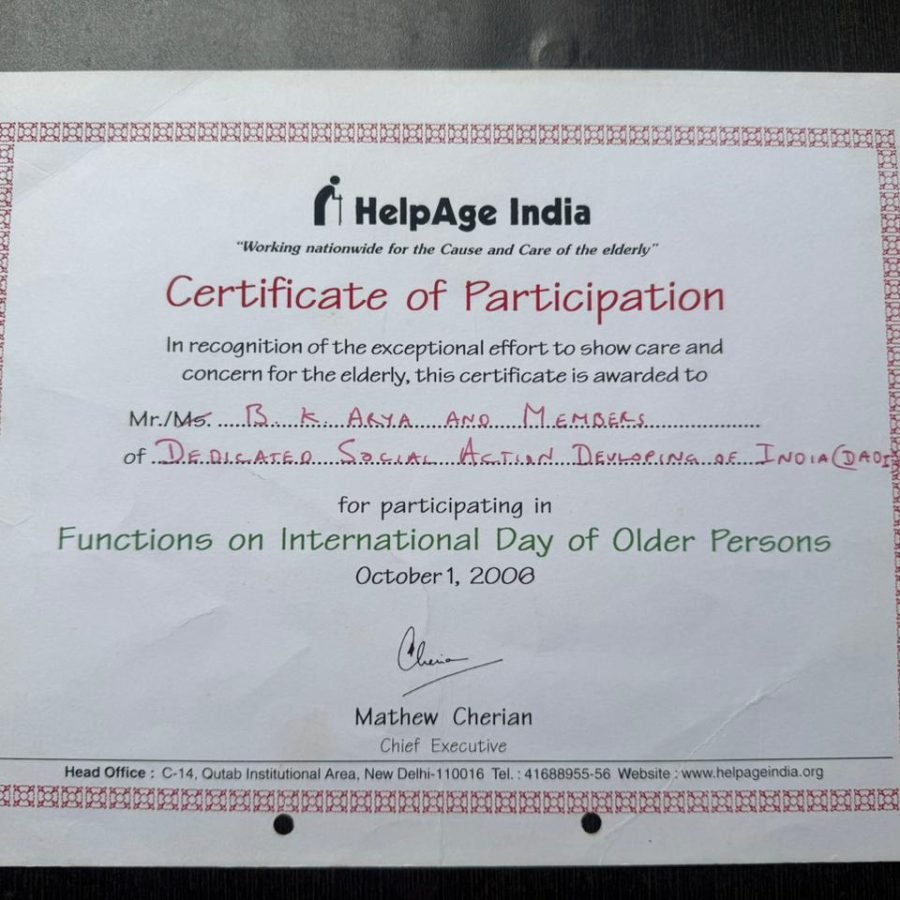 HelpAge India
"Working nationwide for the Cause and Care of the elderly"
Certificate of Participation
In recognition of the exceptional effort to show care and
concern for the elderly, this certificate is awarded to
Mr./Ms. B. K. ARYA AND MEMBERS
of DEDICATED SOCIAL ACTION DEVLOPING OF INDIA (DADI
for participating in
Functions on International Day of Older Persons
October 1, 2006
Cheria
Mathew Cherian
Chief Executive
Head Office : C-14, Qutab Institutional Area, New Delhi-110016 Tel. : 41688955-56 Website : www.helpageindia.org